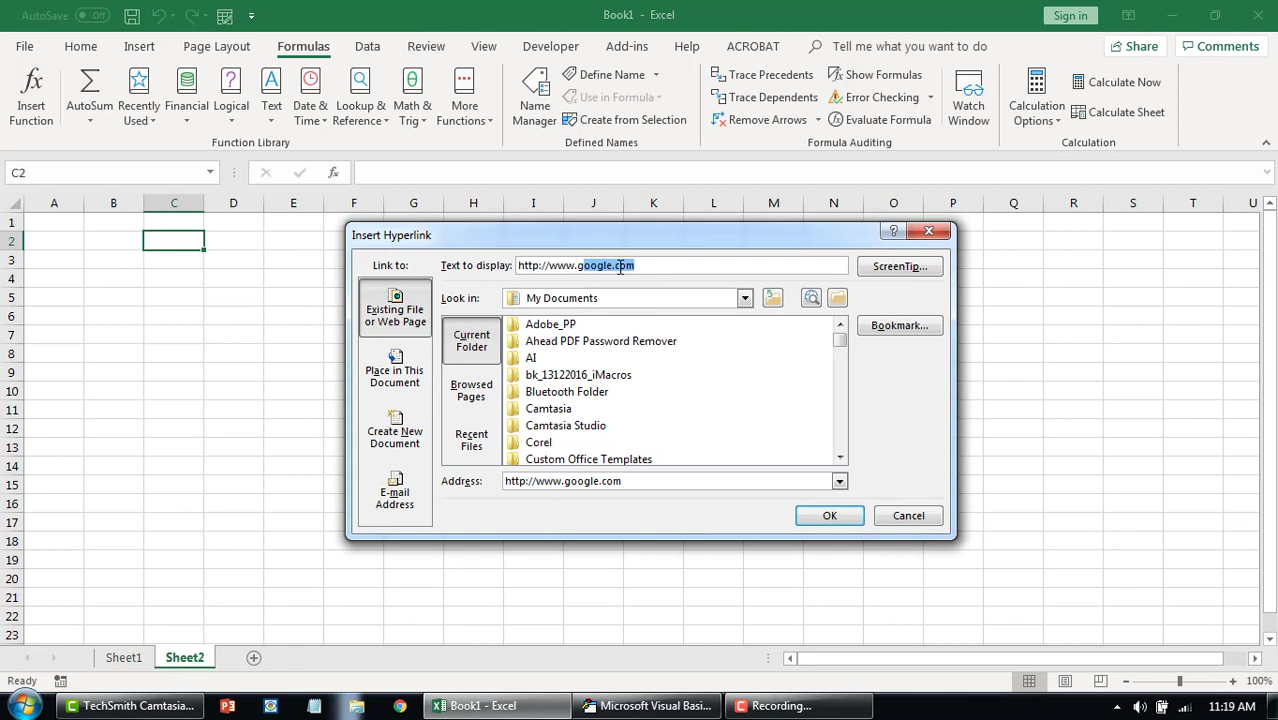 AutoSave Off Book1 - Excel Sign in
File Home Insert Page Layout Formulas Data Review View Developer Add-ins Help ACROBAT Tell me what you want to do Share Comments
Insert Function AutoSum Recently Used Financial Logical Text Date & Time Lookup & Reference Math & Trig More Functions
Function Library
Name Manager Define Name Use in Formula Create from Selection
Defined Names
Trace Precedents Show Formulas
Trace Dependents Error Checking
Remove Arrows Evaluate Formula
Formula Auditing
Watch Window
Calculation Options Calculate Now Calculate Sheet
Calculation
C2 fx
A B C D E F G H I J K L M N O P Q R S T U
1
2
3
4
5
6
7
8
9
10
11
12
13
14
15
16
17
18
19
20
21
22
23
Insert Hyperlink ?
Link to: Text to display: http://www.google.com ScreenTip...
Existing File or Web Page
Place in This Document
Create New Document
E-mail Address
Look in: My Documents
Bookmark...
Current Folder
Browsed Pages
Recent Files
Adobe_PP
Ahead PDF Password Remover
AI
bk_13122016_iMacros
Bluetooth Folder
Camtasia
Camtasia Studio
Corel
Custom Office Templates
Address: http://www.google.com
OK Cancel
Sheet1 Sheet2
Ready 100%
TechSmith Camtasia... Book1 - Excel Microsoft Visual Basi... Recording... 11:19 AM